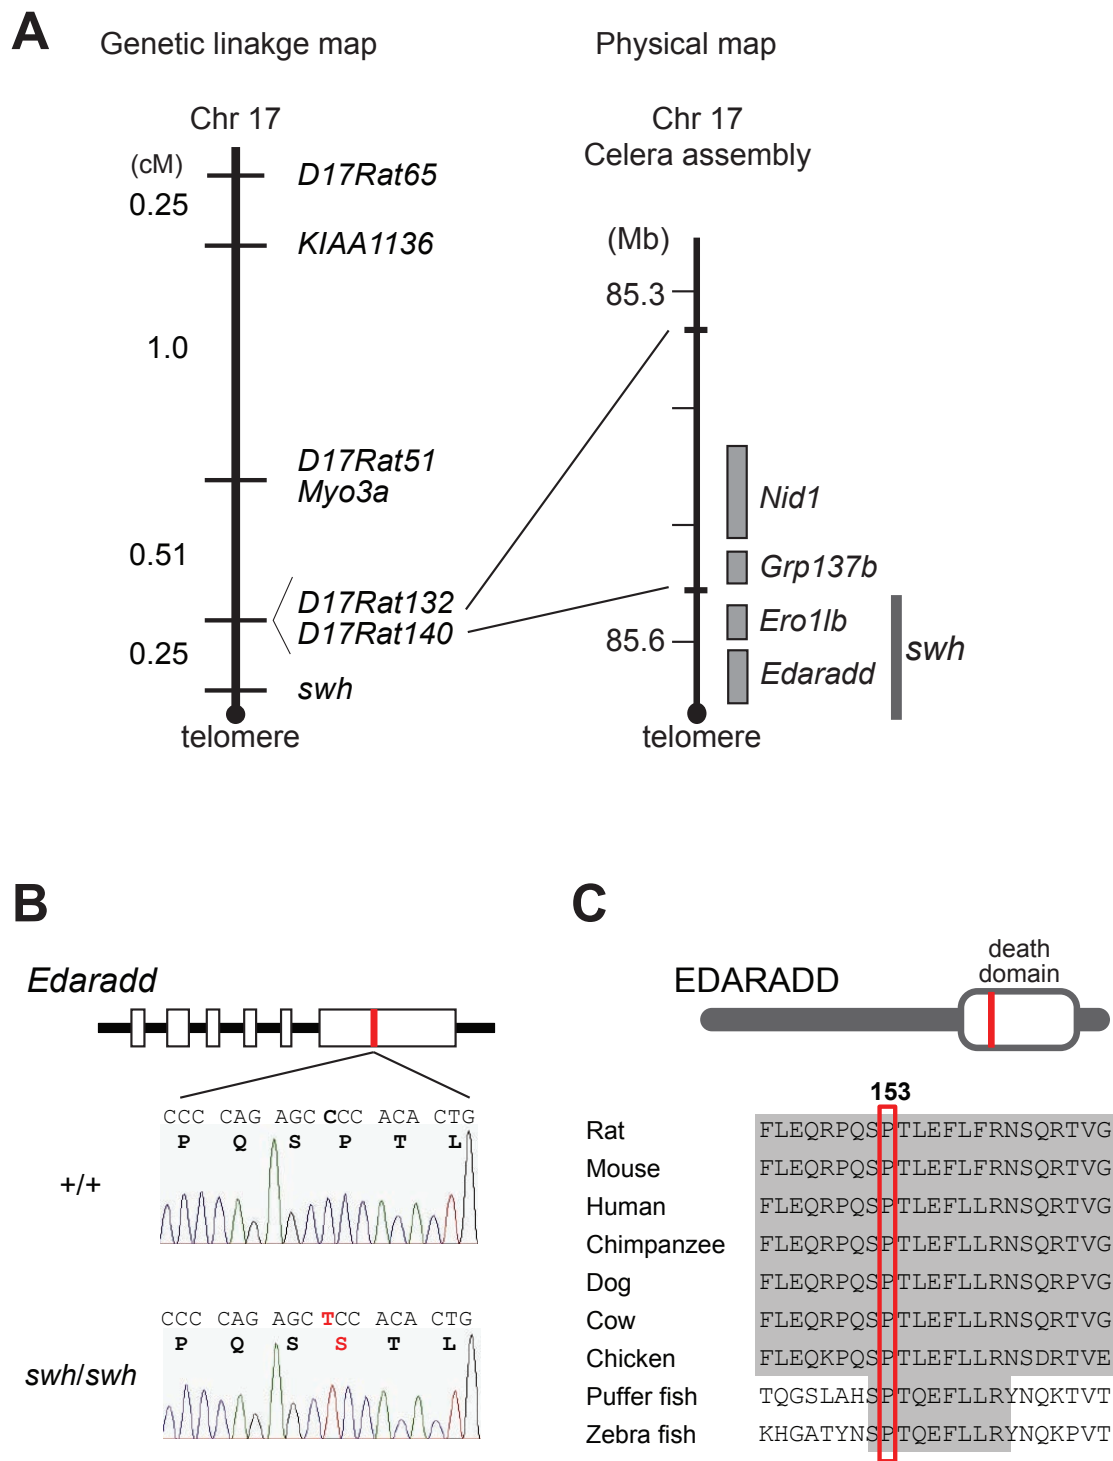 A
Genetic linakge map
Physical map
Chr 17
(cM)
0.25
1.0
0.51
0.25
D17Rat65
KIAA1136
D17Rat51
Myo3a
D17Rat132
D17Rat140
swh
telomere
Chr 17
Celera assembly
(Mb)
85.3
85.6
Nid1
Grp137b
Ero1lb
Edaradd
swh
telomere
B
Edaradd
CCC CAG AGC CCC ACA CTG
P Q S P T L
+/+
CCC CAG AGC TCC ACA CTG
P Q S S T L
swh/swh
C
EDARADD
death
domain
153
Rat FLEQRPQSPTLEFLFRNSQRTVG
Mouse FLEQRPQSPTLEFLFRNSQRTVG
Human FLEQRPQSPTLEFLLRNSQRTVG
Chimpanzee FLEQRPQSPTLEFLLRNSQRTVG
Dog FLEQRPQSPTLEFLLRNSQRPVG
Cow FLEQRPQSPTLEFLLRNSQRTVG
Chicken FLEQKPQSPTLEFLLRNSDRTVE
Puffer fish TQGSLAHSPTQEFLLRYNQKTVT
Zebra fish KHGATYNSPTQEFLLRYNQKPVT